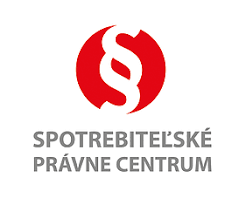 §
SPOTREBITEĽSKÉ
PRÁVNE CENTRUM